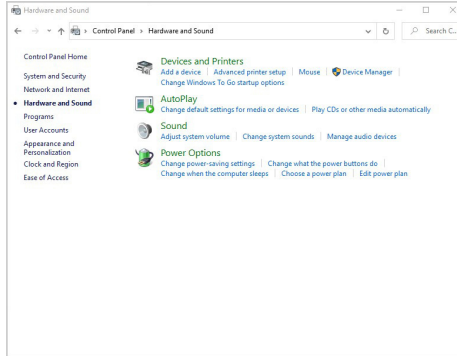 Hardware and Sound
Control Panel > Hardware and Sound
Search C...
Control Panel Home
System and Security
Network and Internet
Hardware and Sound
Programs
User Accounts
Appearance and
Personalization
Clock and Region
Ease of Access
Devices and Printers
Add a device | Advanced printer setup | Mouse | Device Manager |
Change Windows To Go startup options
AutoPlay
Change default settings for media or devices | Play CDs or other media automatically
Sound
Adjust system volume | Change system sounds | Manage audio devices
Power Options
Change power-saving settings | Change what the power buttons do |
Change when the computer sleeps | Choose a power plan | Edit power plan